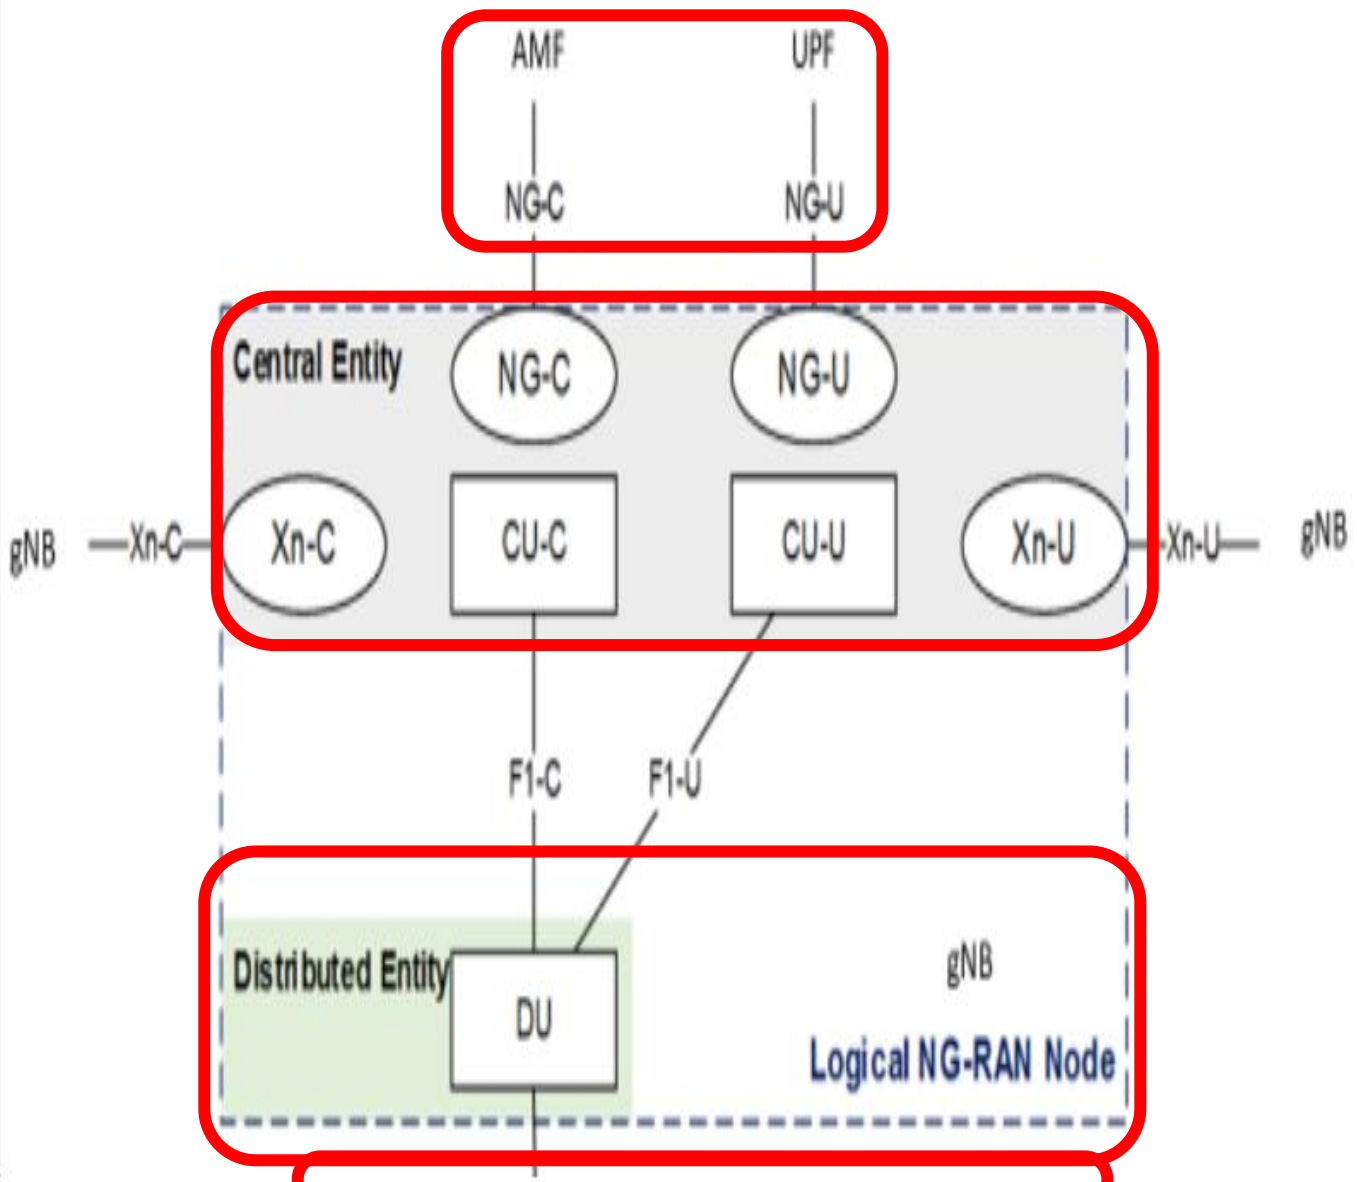 AMF UPF
NG-C NG-U
Central Entity
NG-C NG-U
gNB Xn-C Xn-C CU-C CU-U Xn-U Xn-U gNB
F1-C F1-U
Distributed Entity
DU
gNB
Logical NG-RAN Node